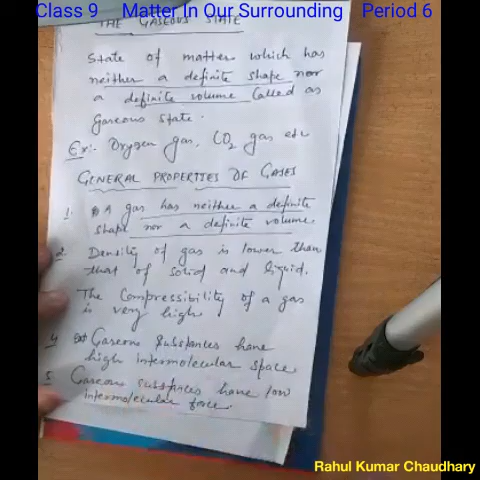 Class 9 Matter In Our Surrounding Period 6
THE GASEOUS STATE
State of matter which has
neither a definite shape nor
a definite volume called as
Gaseous State.
Ex:- Oxygen gas, CO2 gas etc
GENERAL PROPERTIES OF GASES
1. A gas has neither a definite
shape nor a definite volume.
2. Density of gas is lower than
that of solid and liquid.
The Compressibility of a gas
is very high.
4 Gaseous Substances have
high intermolecular space
5. Gaseous substances have low
intermolecular force.
Rahul Kumar Chaudhary